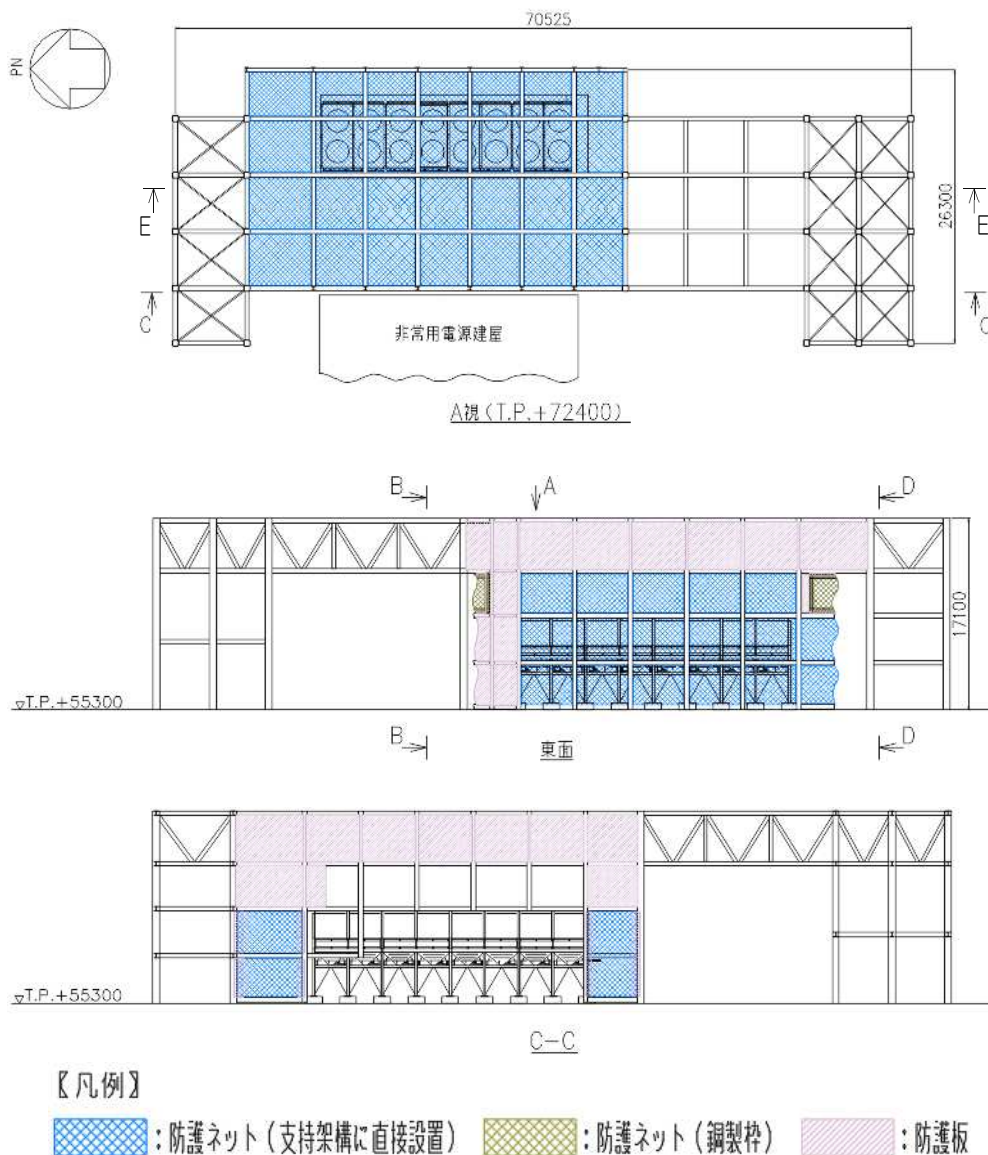 70525
PN
26300
E
E
C
C
非常用電源建屋
A視(T.P.+72400)
B
A
D
17100
▽T.P.+55300
B
D
東面
▽T.P.+55300
C-C
【凡例】
:防護ネット(支持架構に直接設置)
:防護ネット(鋼製枠)
:防護板